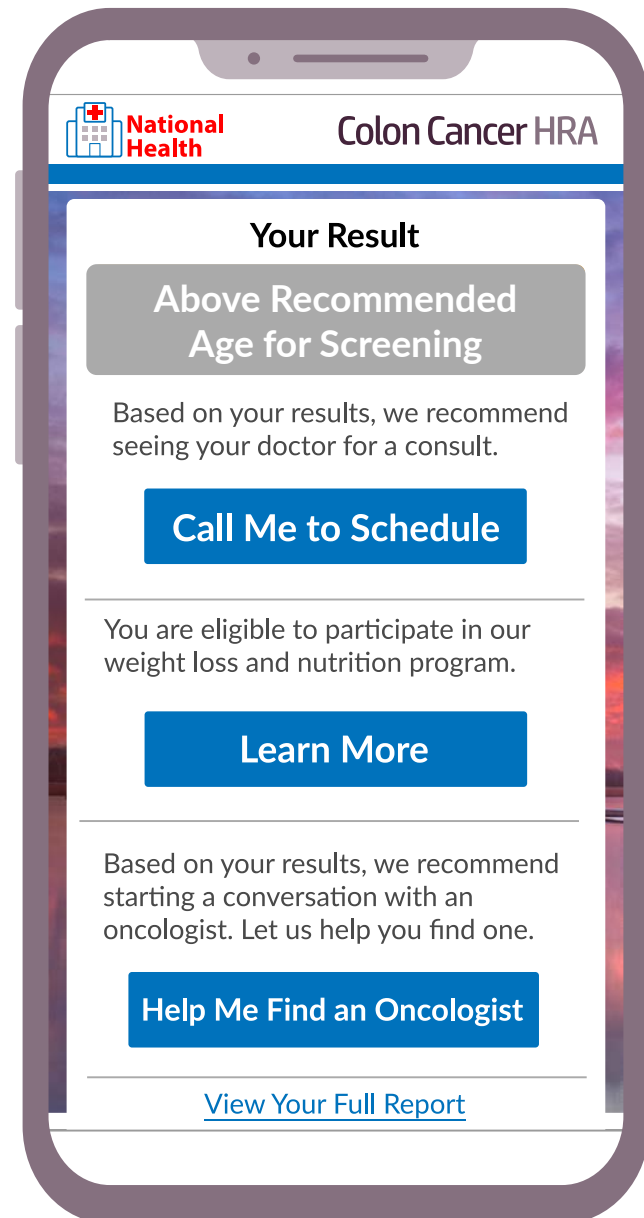 National
Health
Colon Cancer HRA
Your Result
Above Recommended
Age for Screening
Based on your results, we recommend
seeing your doctor for a consult.
Call Me to Schedule
You are eligible to participate in our
weight loss and nutrition program.
Learn More
Based on your results, we recommend
starting a conversation with an
oncologist. Let us help you find one.
Help Me Find an Oncologist
View Your Full Report